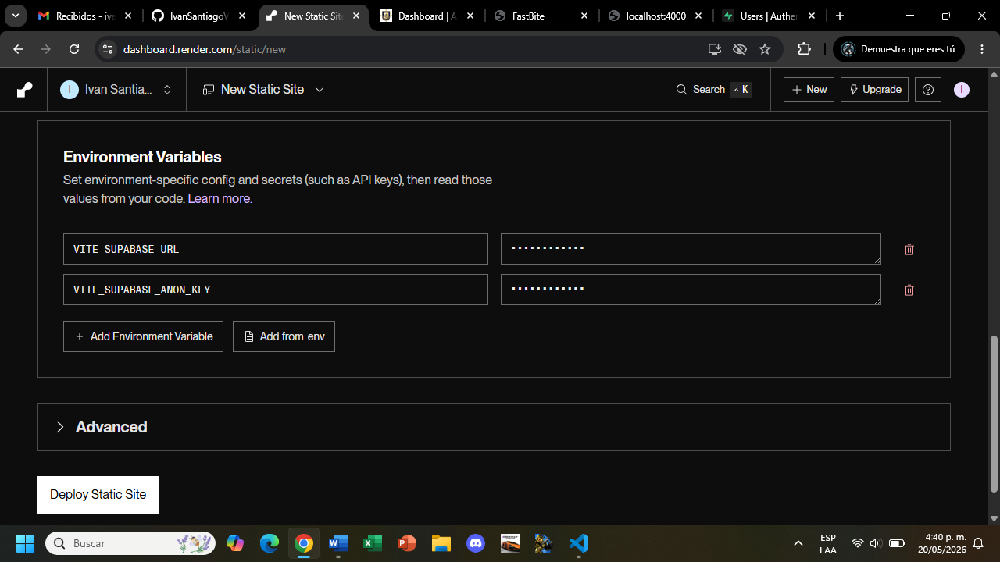 Recibidos - iva
IvanSantiagoV
New Static Sit
Dashboard | A
FastBite
localhost:4000
Users | Authen
dashboard.render.com/static/new
Demuestra que eres tú
I
Ivan Santia...
New Static Site
Search
K
New
Upgrade
I
Environment Variables
Set environment-specific config and secrets (such as API keys), then read those
values from your code. Learn more.
VITE_SUPABASE_URL
VITE_SUPABASE_ANON_KEY
+ Add Environment Variable
Add from .env
Advanced
Deploy Static Site
Buscar
ESP
LAA
4:40 p. m.
20/05/2026